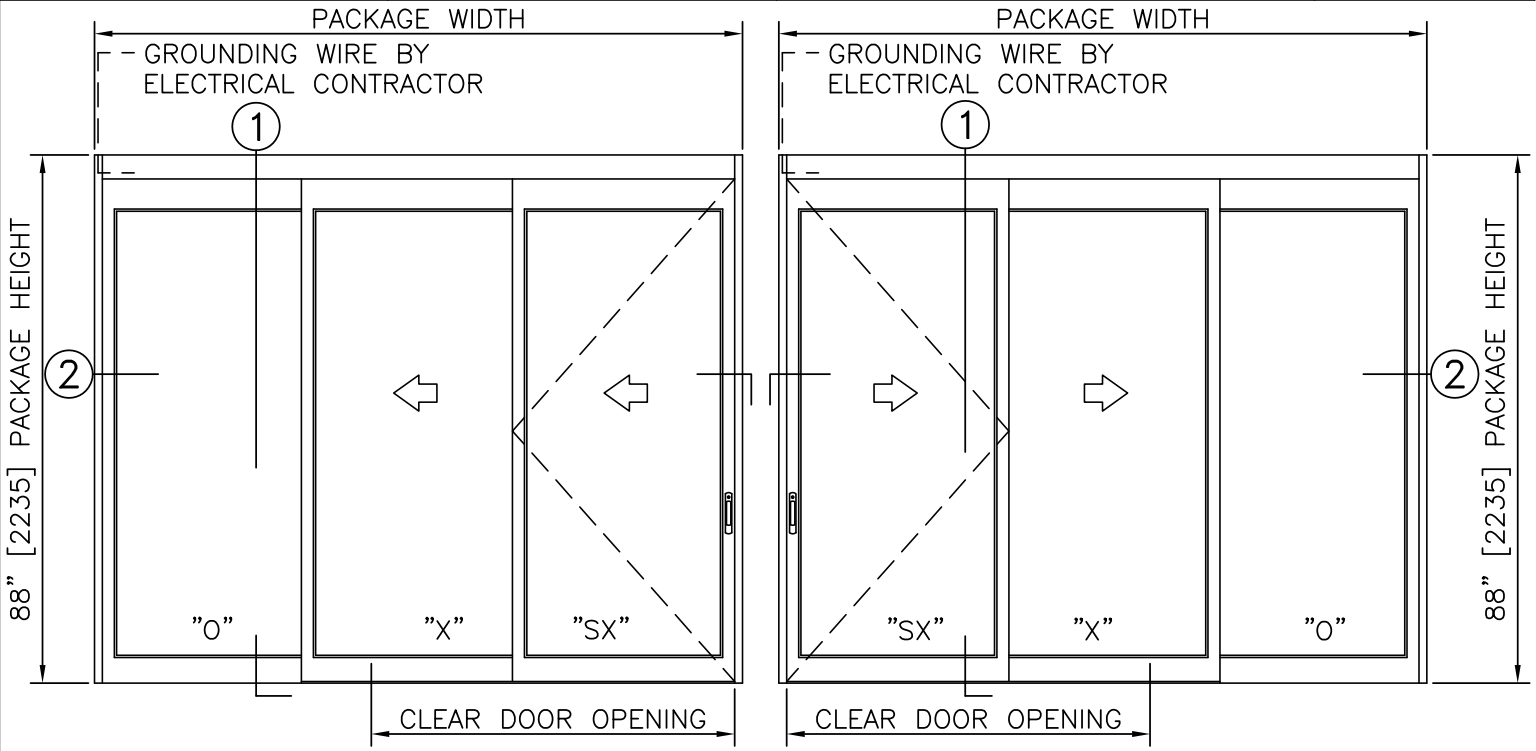 PACKAGE WIDTH
GROUNDING WIRE BY
ELECTRICAL CONTRACTOR
1
2
88" [2235] PACKAGE HEIGHT
"O"
"X"
"SX"
CLEAR DOOR OPENING
PACKAGE WIDTH
GROUNDING WIRE BY
ELECTRICAL CONTRACTOR
1
2
88" [2235] PACKAGE HEIGHT
"SX"
"X"
"O"
CLEAR DOOR OPENING